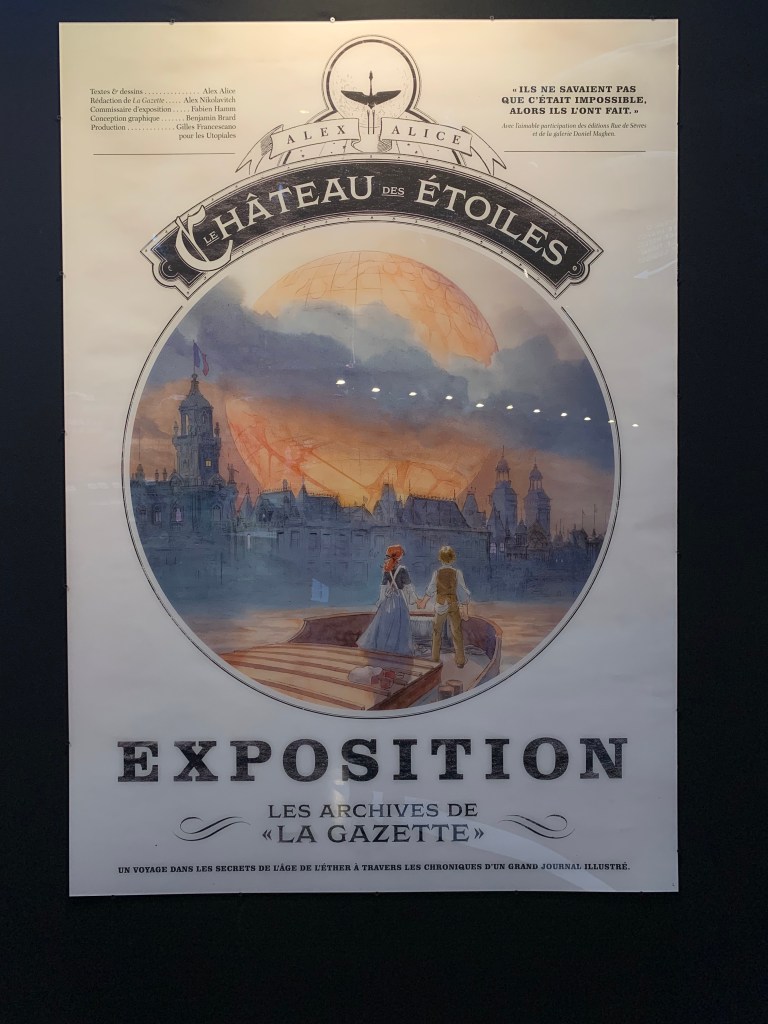 Textes & dessins . . . . . . . . . . . . . . . Alex Alice
Rédaction de La Gazette . . . . . Alex Nikolavitch
Commissaire d'exposition . . . . . Fabien Hamm
Conception graphique . . . . . . . Benjamin Brard
Production . . . . . . . . . . . . . Gilles Francescano
pour les Utopiales
« ILS NE SAVAIENT PAS
QUE C'ÉTAIT IMPOSSIBLE,
ALORS ILS L'ONT FAIT. »
Avec l'aimable participation des éditions Rue de Sèvres
et de la galerie Daniel Maghen.
ALEX ALICE
LE CHÂTEAU DES ÉTOILES
EXPOSITION
LES ARCHIVES DE
« LA GAZETTE »
UN VOYAGE DANS LES SECRETS DE L'ÂGE DE L'ÉTHER À TRAVERS LES CHRONIQUES D'UN GRAND JOURNAL ILLUSTRÉ.